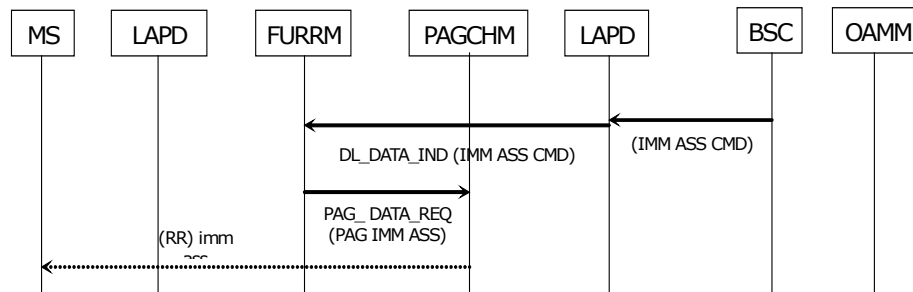 MS LAPD FURRM PAGCHM LAPD BSC OAMM
(IMM ASS CMD)
DL_DATA_IND (IMM ASS CMD)
PAG_ DATA_REQ
(PAG IMM ASS)
(RR) imm